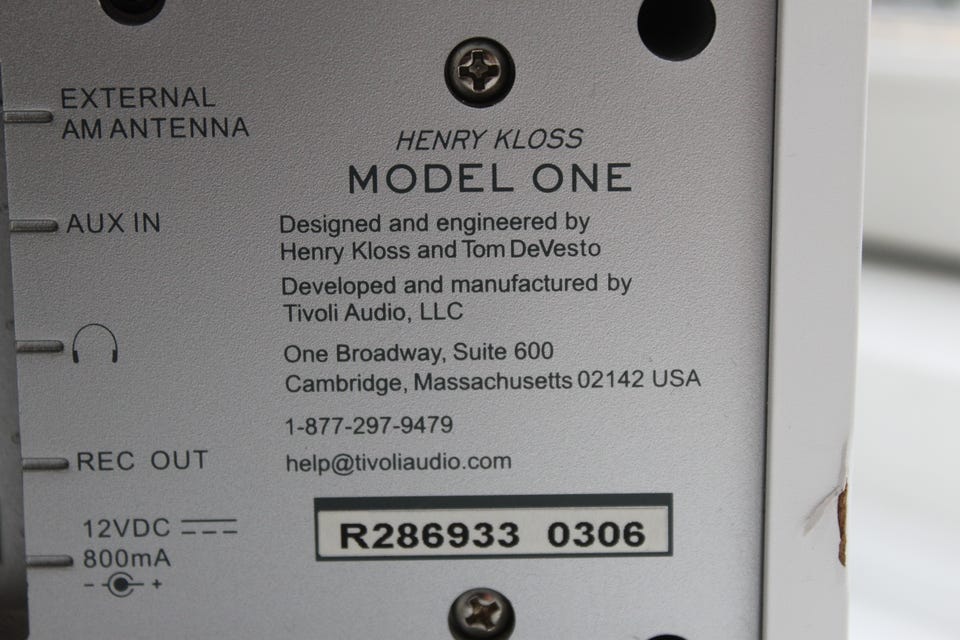 EXTERNAL
AM ANTENNA
AUX IN
REC OUT
12VDC
800mA
- +
HENRY KLOSS
MODEL ONE
Designed and engineered by
Henry Kloss and Tom DeVesto
Developed and manufactured by
Tivoli Audio, LLC
One Broadway, Suite 600
Cambridge, Massachusetts 02142 USA
1-877-297-9479
help@tivoliaudio.com
R286933 0306